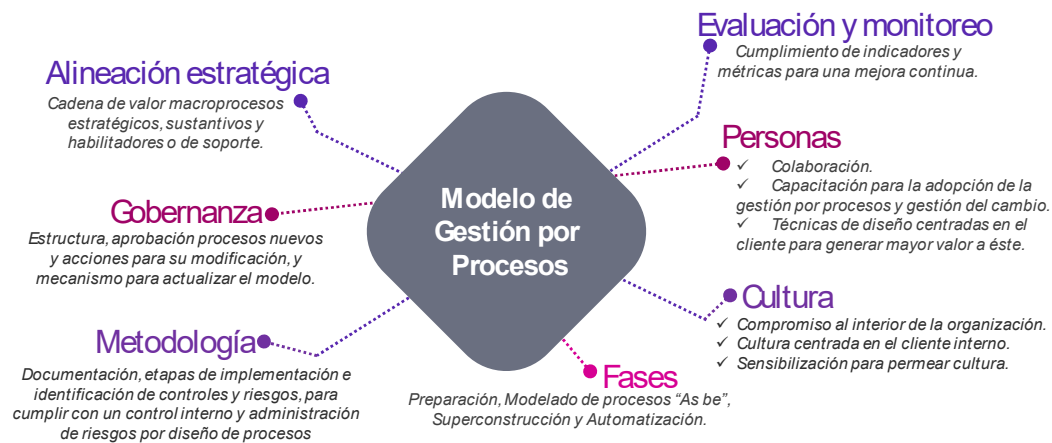 Alineación estratégica
Cadena de valor macroprocesos
estratégicos, sustantivos y
habilitadores o de soporte.
Gobernanza
Estructura, aprobación procesos nuevos
y acciones para su modificación, y
mecanismo para actualizar el modelo.
Metodología
Documentación, etapas de implementación e
identificación de controles y riesgos, para
cumplir con un control interno y administración
de riesgos por diseño de procesos
Modelo de
Gestión por
Procesos
Evaluación y monitoreo
Cumplimiento de indicadores y
métricas para una mejora continua.
Personas
✓ Colaboración.
✓ Capacitación para la adopción de la
gestión por procesos y gestión del cambio.
✓ Técnicas de diseño centradas en el
cliente para generar mayor valor a éste.
Cultura
✓ Compromiso al interior de la organización.
✓ Cultura centrada en el cliente interno.
✓ Sensibilización para permear cultura.
Fases
Preparación, Modelado de procesos “As be”,
Superconstrucción y Automatización.